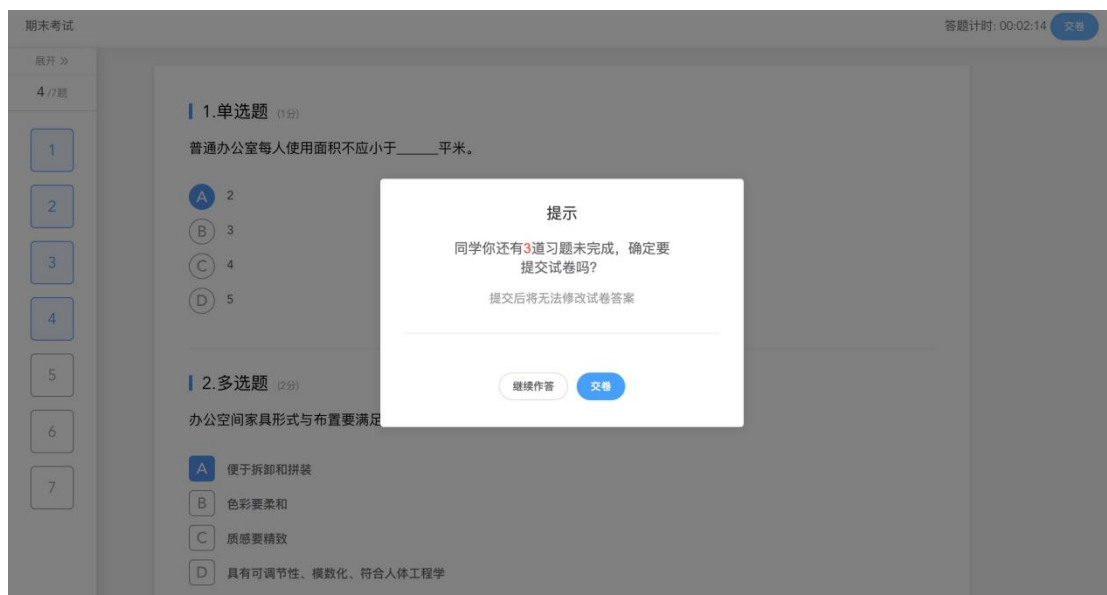 期末考试
答题计时: 00:02:14 交卷
展开 »
4 /7题
1
2
3
4
5
6
7
1.单选题 (1分)
普通办公室每人使用面积不应小于______平米。
A 2
B 3
C 4
D 5
2.多选题 (2分)
办公空间家具形式与布置要满足
A 便于拆卸和拼装
B 色彩要柔和
C 质感要精致
D 具有可调节性、模数化、符合人体工程学
提示
同学你还有3道习题未完成，确定要
提交试卷吗?
提交后将无法修改试卷答案
继续作答 交卷